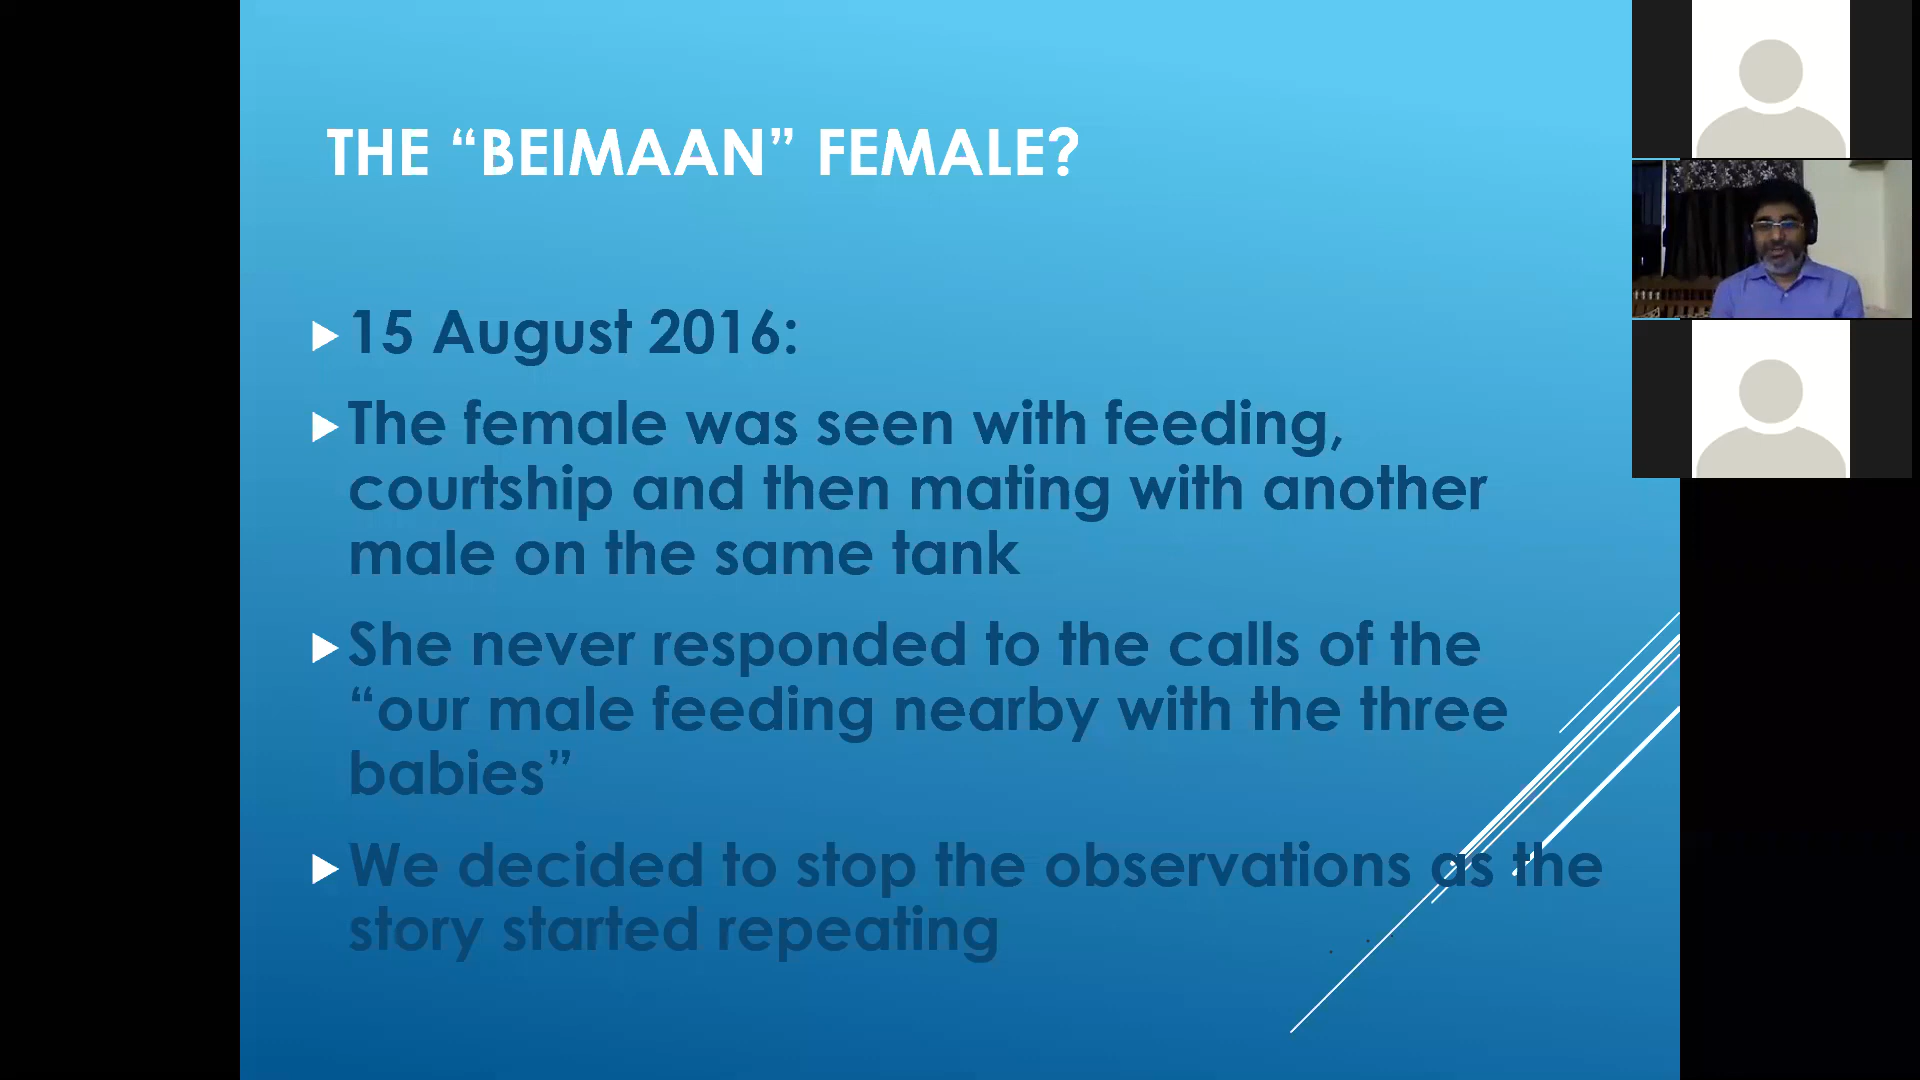 THE “BEIMAAN” FEMALE?
15 August 2016:
The female was seen with feeding,
courtship and then mating with another
male on the same tank
She never responded to the calls of the
“our male feeding nearby with the three
babies”
We decided to stop the observations as the
story started repeating